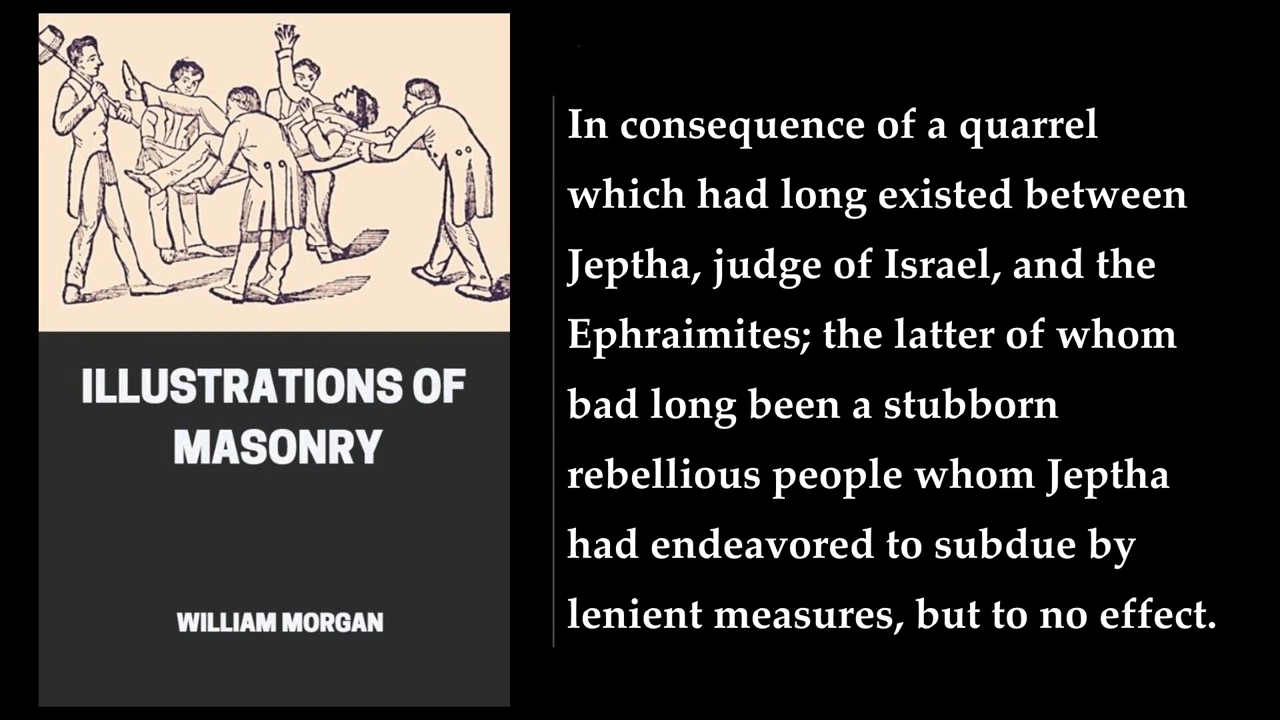 ILLUSTRATIONS OF
MASONRY
WILLIAM MORGAN
In consequence of a quarrel
which had long existed between
Jeptha, judge of Israel, and the
Ephraimites; the latter of whom
bad long been a stubborn
rebellious people whom Jeptha
had endeavored to subdue by
lenient measures, but to no effect.